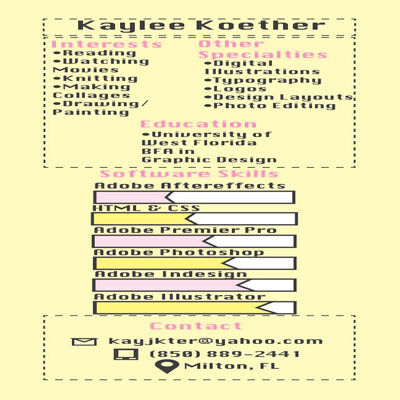 Kaylee Koether
Interests
•Reading
•Watching
Movies
•Knitting
•Making
Collages
•Drawing/
Painting
Other
Specialties
•Digital
Illustrations
•Typography
•Logos
•Design Layouts
•Photo Editing
Education
•University of
West Florida
BFA in
Graphic Design
Software Skills
Adobe Aftereffects
HTML & CSS
Adobe Premier Pro
Adobe Photoshop
Adobe Indesign
Adobe Illustrator
Contact
kay.jkter@yahoo.com
(850) 889-2441
Milton, FL